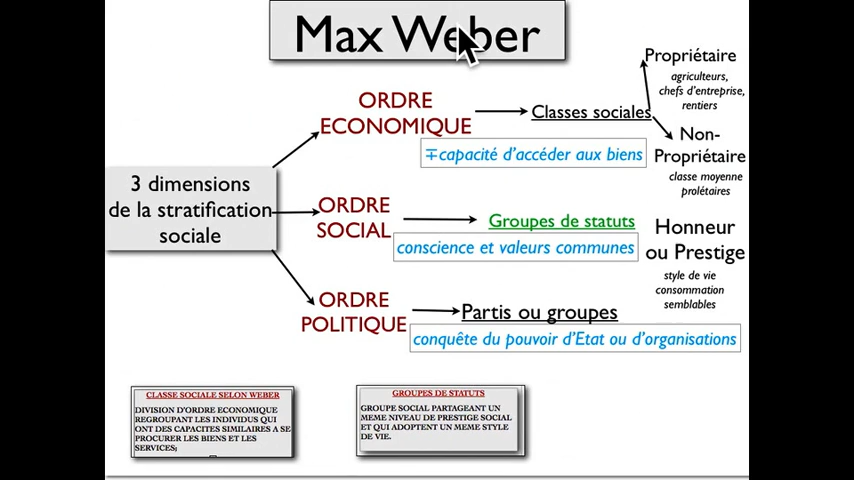 Max Weber
3 dimensions
de la stratification
sociale
ORDRE
ECONOMIQUE
Classes sociales
∓capacité d'accéder aux biens
Propriétaire
agriculteurs,
chefs d'entreprise,
rentiers
Non-
Propriétaire
classe moyenne
prolétaires
ORDRE
SOCIAL
Groupes de statuts
conscience et valeurs communes
Honneur
ou Prestige
style de vie
consommation
semblables
ORDRE
POLITIQUE
Partis ou groupes
conquête du pouvoir d'Etat ou d'organisations
CLASSE SOCIALE SELON WEBER
DIVISION D'ORDRE ECONOMIQUE
REGROUPANT LES INDIVIDUS QUI
ONT DES CAPACITES SIMILAIRES A SE
PROCURER LES BIENS ET LES
SERVICES;
GROUPES DE STATUTS
GROUPE SOCIAL PARTAGEANT UN
MEME NIVEAU DE PRESTIGE SOCIAL
ET QUI ADOPTENT UN MEME STYLE
DE VIE.